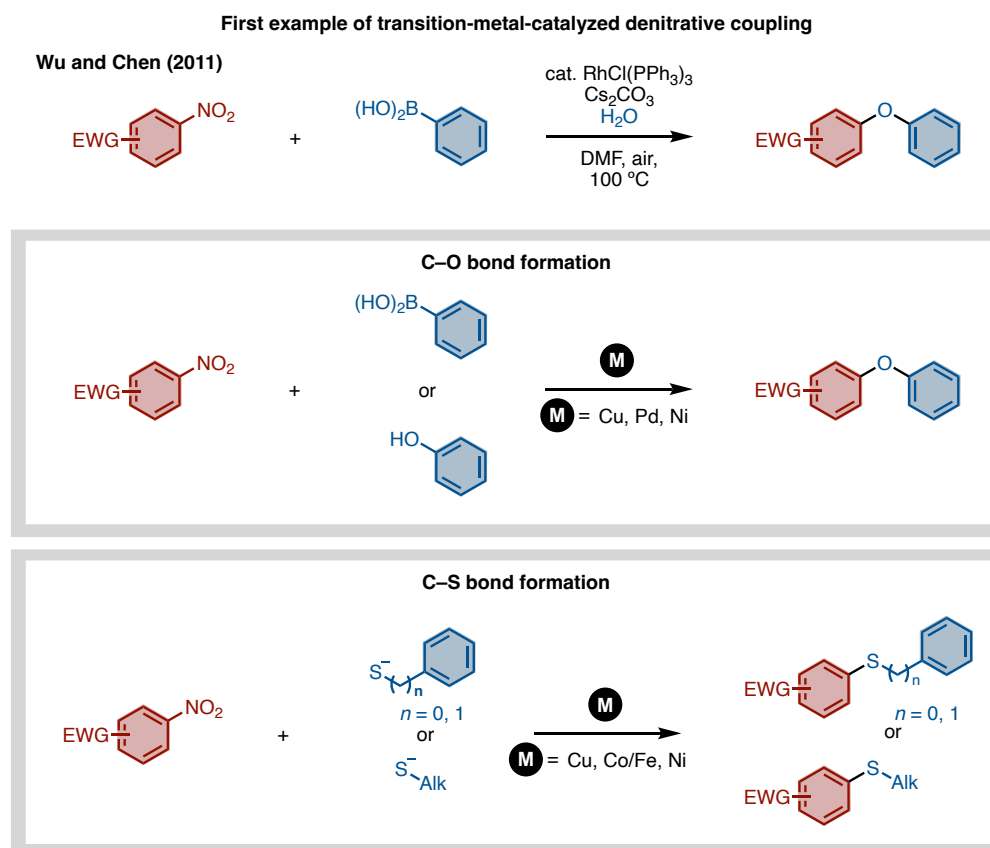 First example of transition-metal-catalyzed denitrative coupling
Wu and Chen (2011)
EWG
NO₂
+
(HO)₂B
cat. RhCl(PPh₃)₃
Cs₂CO₃
H₂O
DMF, air,
100 ºC
EWG
O
C–O bond formation
EWG
NO₂
+
(HO)₂B
or
HO
M
M = Cu, Pd, Ni
EWG
O
C–S bond formation
EWG
NO₂
+
S⁻
( )n
n = 0, 1
or
S⁻
Alk
M
M = Cu, Co/Fe, Ni
EWG
S
( )n
n = 0, 1
or
EWG
S
Alk